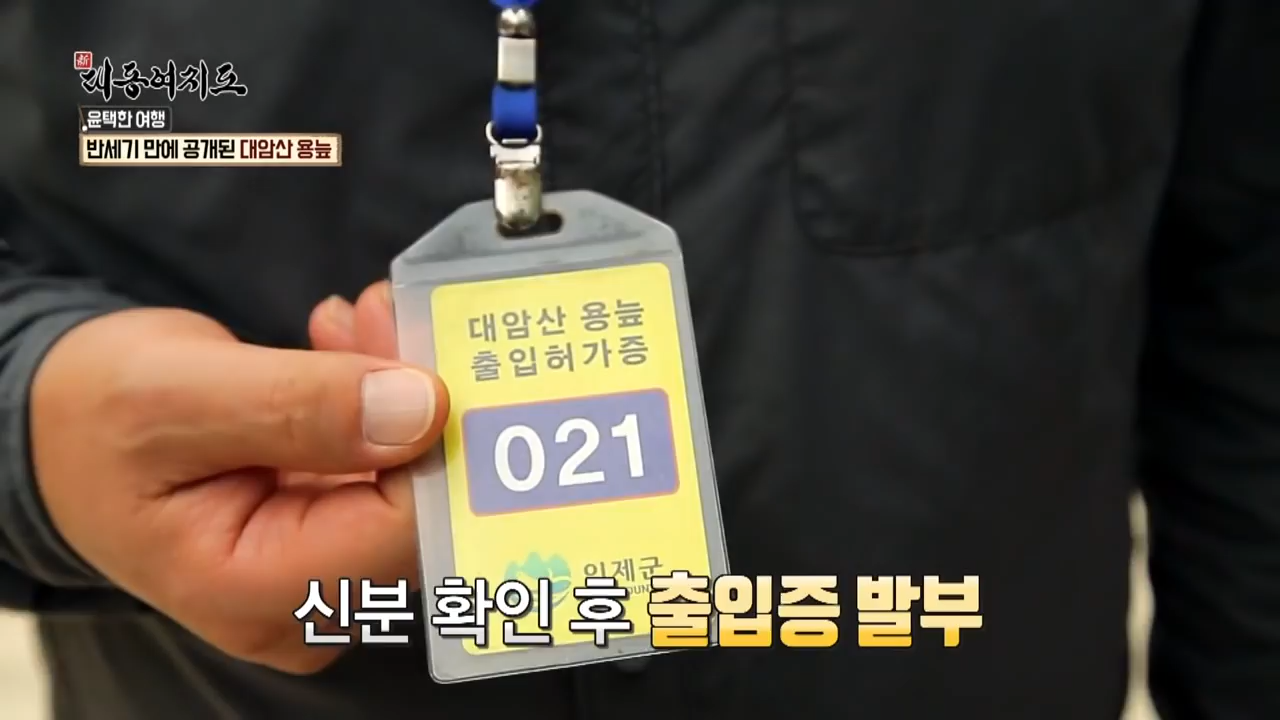 新
대동여지도
윤택한 여행
반세기 만에 공개된 대암산 용늪
대암산 용늪
출입허가증
021
인제군
신분 확인 후 출입증 발부